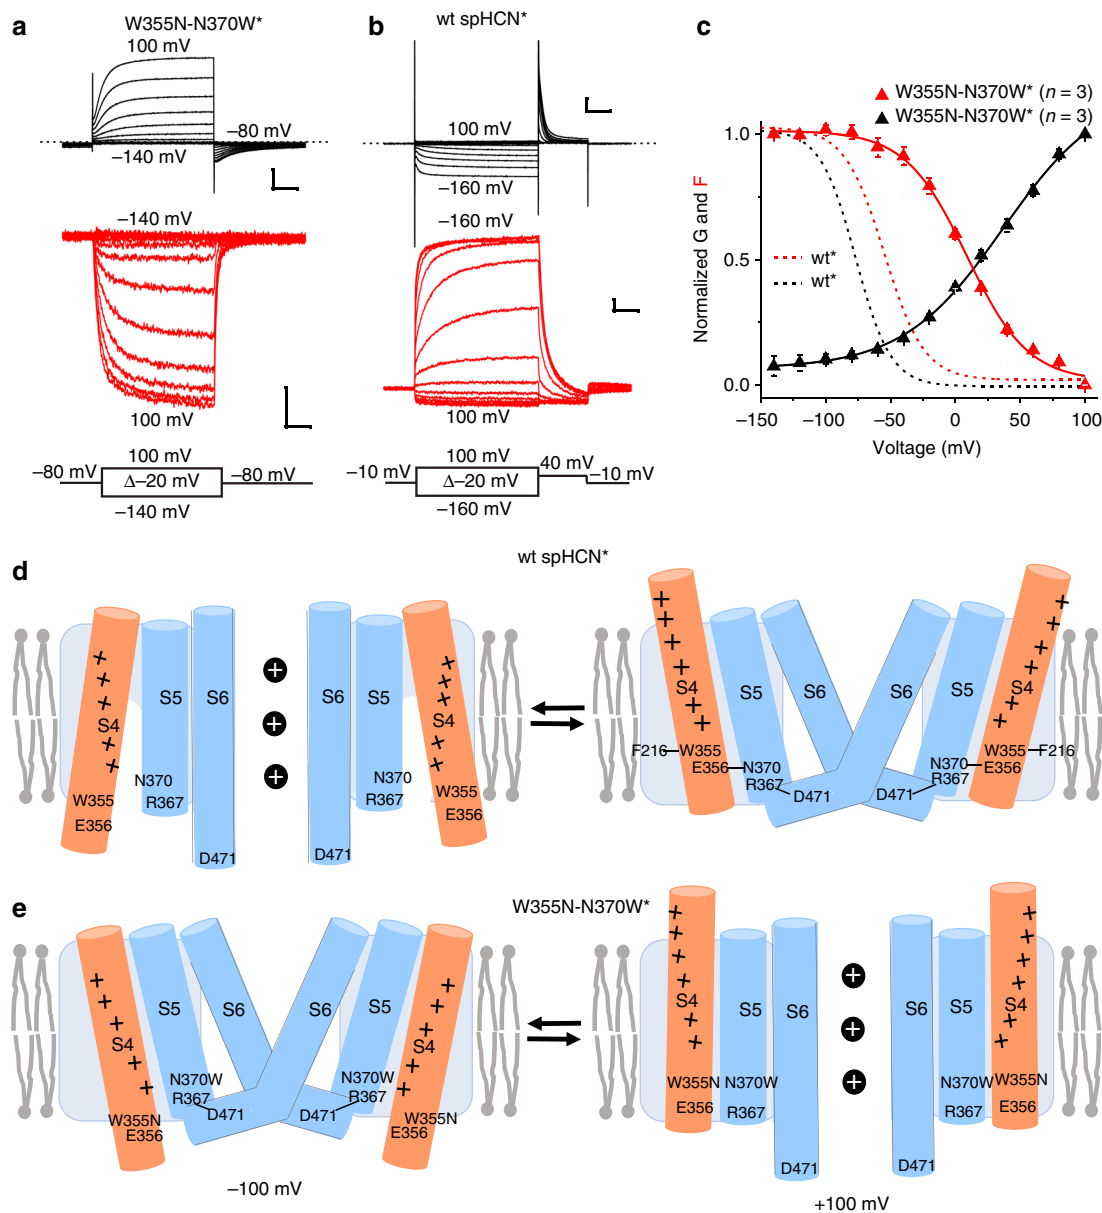 a
W355N-N370W*
100 mV
−80 mV
−140 mV
−140 mV
100 mV
100 mV
−80 mV
Δ−20 mV
−80 mV
−140 mV
b
wt spHCN*
100 mV
−160 mV
−160 mV
100 mV
100 mV
−10 mV
Δ−20 mV
40 mV
−10 mV
−160 mV
c
W355N-N370W* (n = 3)
W355N-N370W* (n = 3)
Normalized G and F
1.0
0.5
0.0
wt*
wt*
−150
−100
−50
0
50
100
Voltage (mV)
d
wt spHCN*
S4
S5
S6
S6
S5
S4
N370
R367
W355
E356
D471
D471
N370
R367
W355
E356
S4
S5
S6
S6
S5
S4
F216
W355
E356
N370
R367
D471
D471
N370
R367
W355
E356
F216
e
W355N-N370W*
S4
S5
S6
S6
S5
S4
N370W
R367
D471
W355N
E356
N370W
R367
D471
W355N
E356
−100 mV
S4
S5
S6
S6
S5
S4
W355N
N370W
E356
R367
D471
N370W
W355N
R367
E356
D471
+100 mV